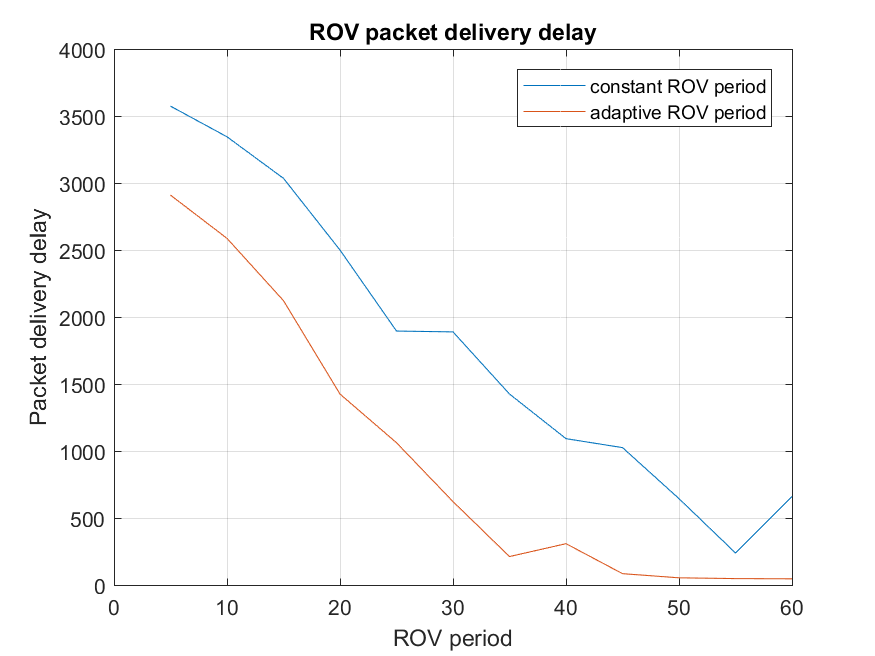 ROV packet delivery delay
constant ROV period
adaptive ROV period
Packet delivery delay
4000
3500
3000
2500
2000
1500
1000
500
0
0 10 20 30 40 50 60
ROV period